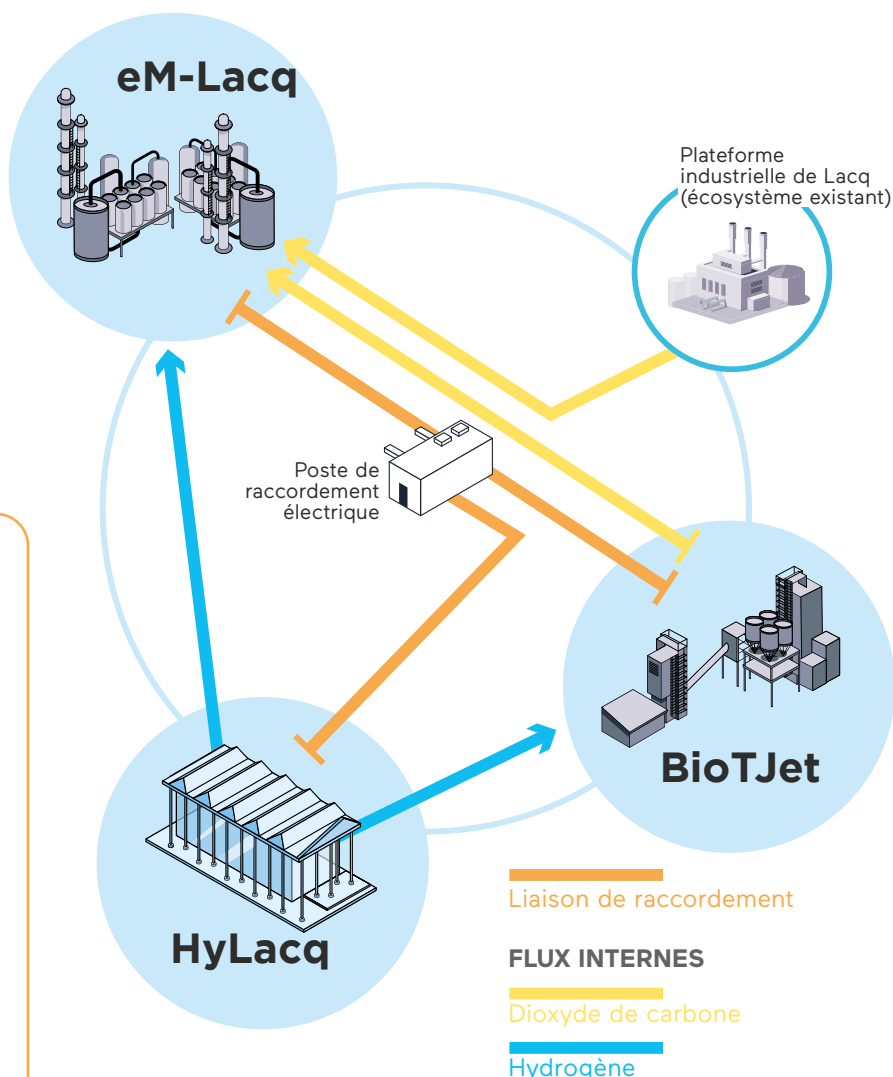 eM-Lacq
Plateforme
industrielle de Lacq
(écosystème existant)
Poste de
raccordement
électrique
BioTJet
HyLacq
Liaison de raccordement
FLUX INTERNES
Dioxyde de carbone
Hydrogène